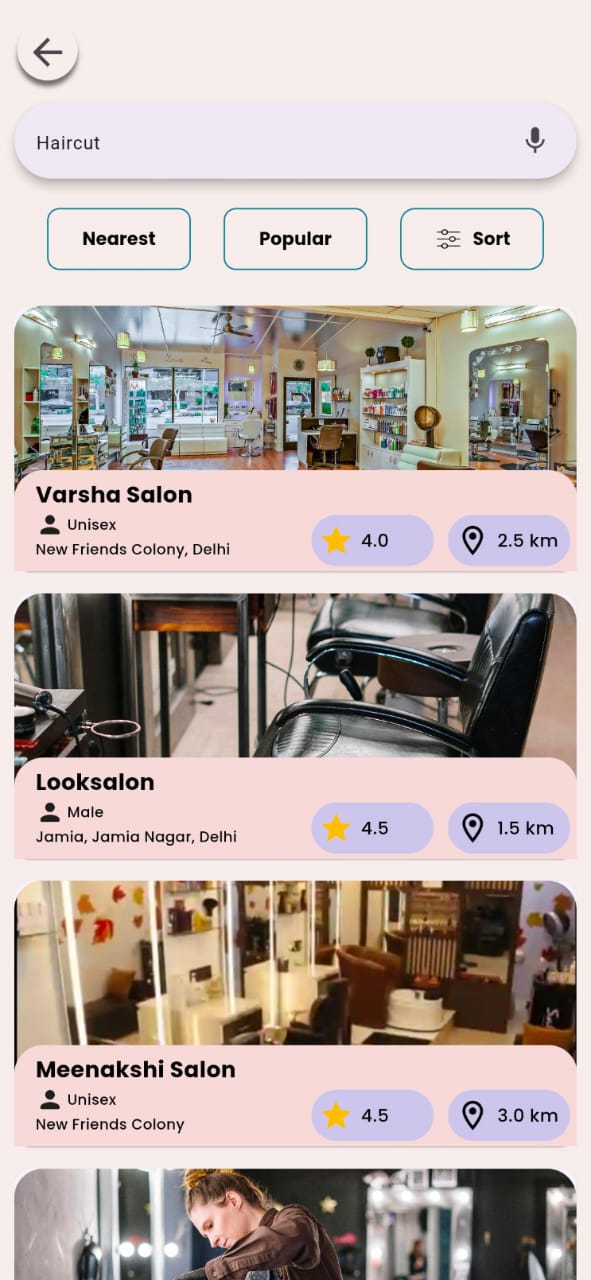 Haircut
Nearest
Popular
Sort
Varsha Salon
Unisex
New Friends Colony, Delhi
4.0
2.5 km
Looksalon
Male
Jamia, Jamia Nagar, Delhi
4.5
1.5 km
Meenakshi Salon
Unisex
New Friends Colony
4.5
3.0 km